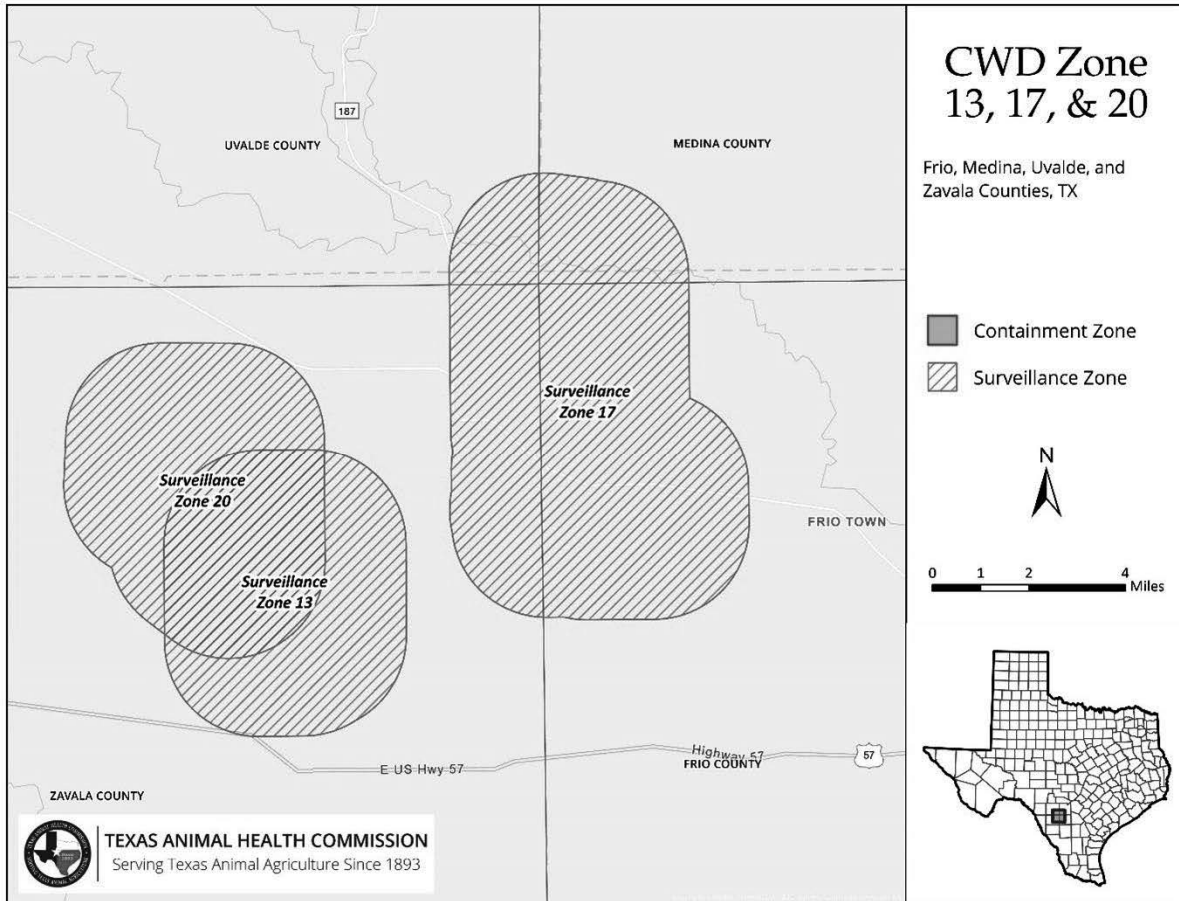 187
UVALDE COUNTY
MEDINA COUNTY
Surveillance
Zone 17
Surveillance
Zone 20
FRIO TOWN
Surveillance
Zone 13
Highway 57
57
FRIO COUNTY
E US Hwy 57
ZAVALA COUNTY
TEXAS ANIMAL HEALTH COMMISSION
Serving Texas Animal Agriculture Since 1893
CWD Zone
13, 17, & 20
Frio, Medina, Uvalde, and
Zavala Counties, TX
Containment Zone
Surveillance Zone
N
0 1 2 4
Miles